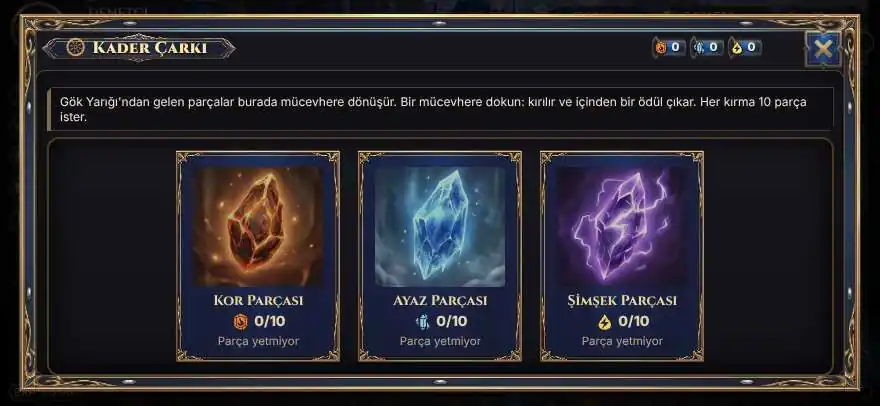 Kader Çarkı
0 0 0
Gök Yarığı'ndan gelen parçalar burada mücevhere dönüşür. Bir mücevhere dokun: kırılır ve içinden bir ödül çıkar. Her kırma 10 parça
ister.
Kor Parçası
0/10
Parça yetmiyor
Ayaz Parçası
0/10
Parça yetmiyor
Şimşek Parçası
0/10
Parça yetmiyor